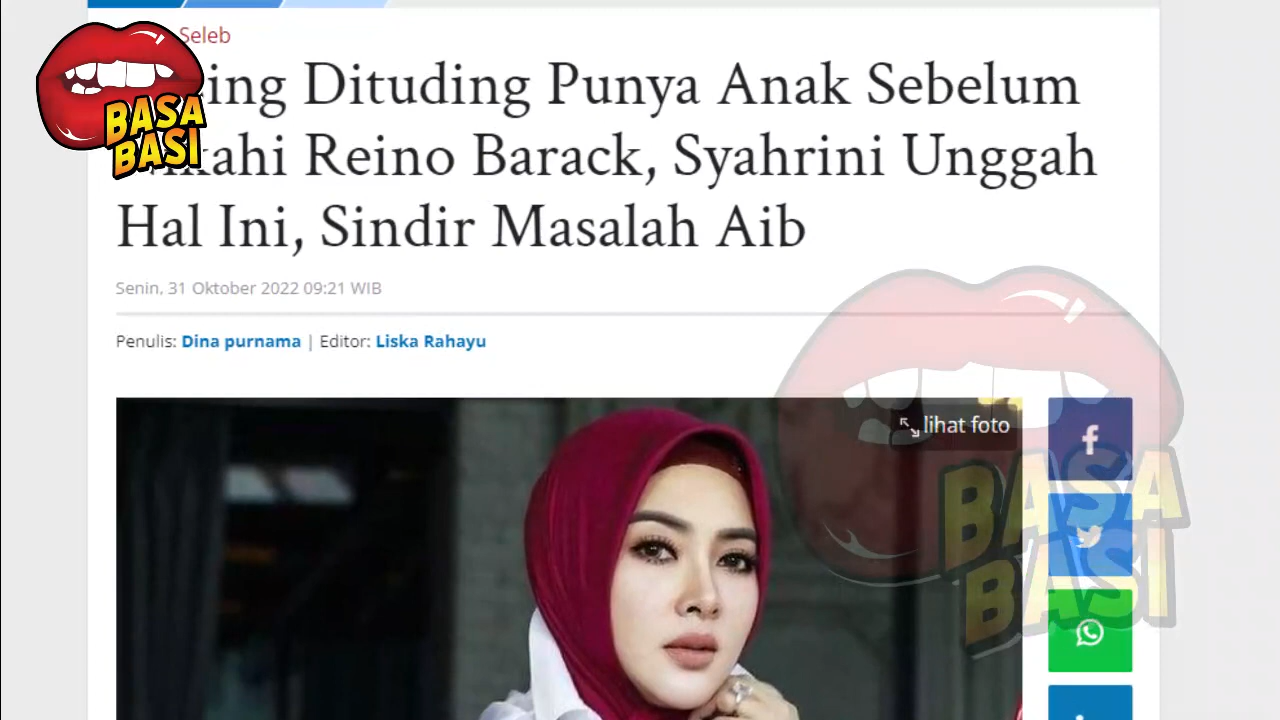 Seleb
ing Dituding Punya Anak Sebelum
kahi Reino Barack, Syahrini Unggah
Hal Ini, Sindir Masalah Aib
Senin, 31 Oktober 2022 09:21 WIB
Penulis: Dina purnama | Editor: Liska Rahayu
lihat foto
BASA
BASI
BASA
BASI